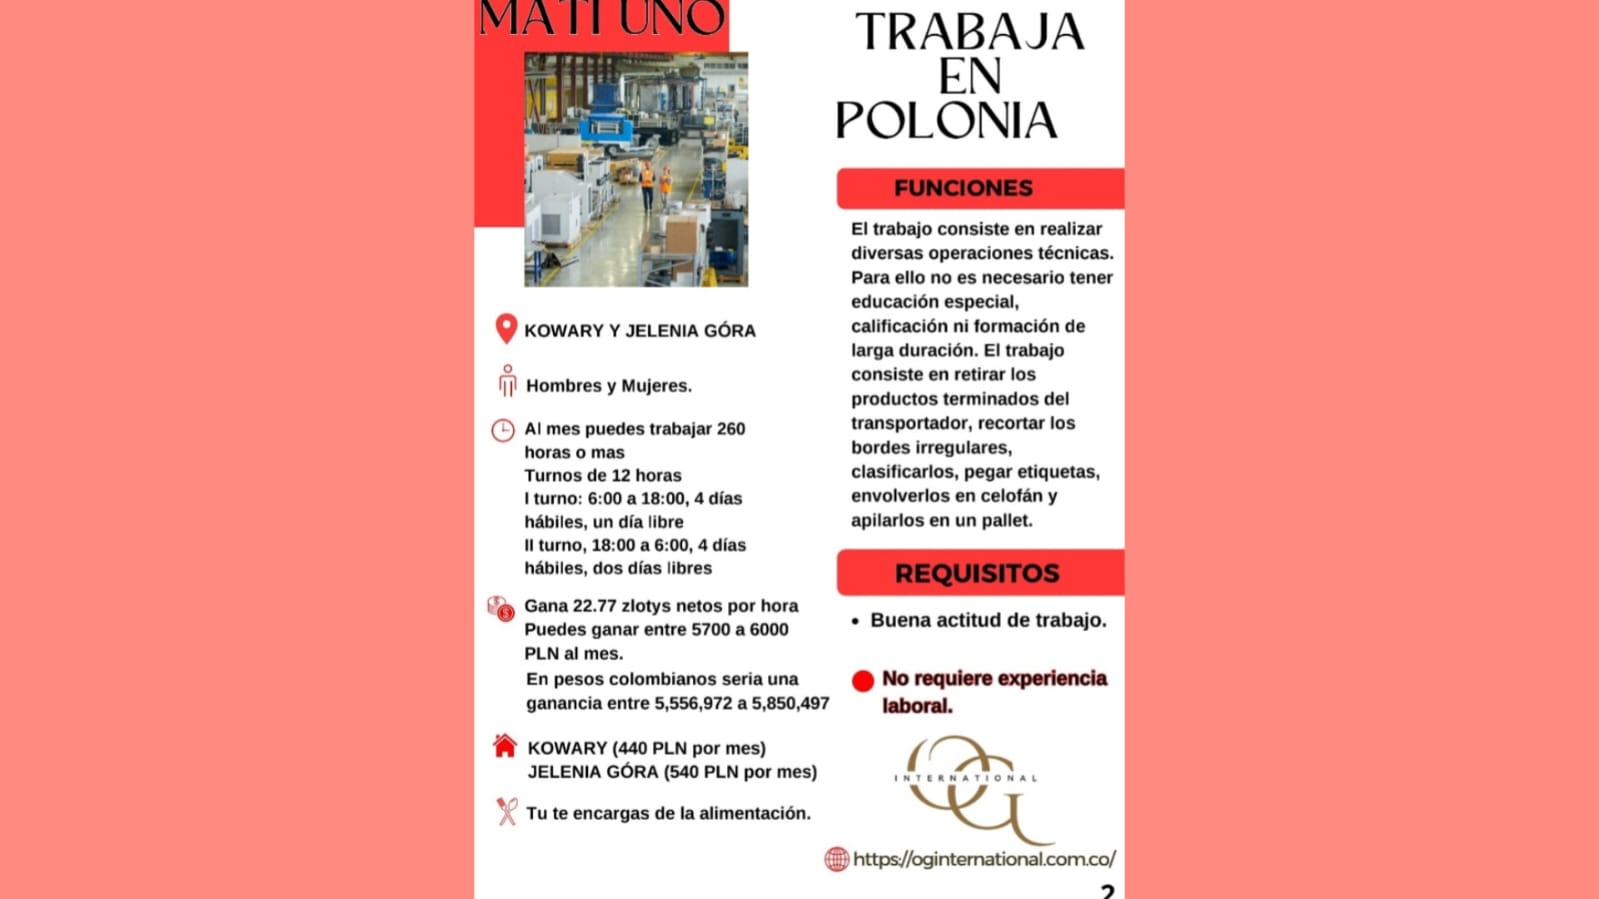 MATI UNO
KOWARY Y JELENIA GÓRA
Hombres y Mujeres.
Al mes puedes trabajar 260
horas o mas
Turnos de 12 horas
I turno: 6:00 a 18:00, 4 días
hábiles, un día libre
II turno, 18:00 a 6:00, 4 días
hábiles, dos días libres
Gana 22.77 zlotys netos por hora
Puedes ganar entre 5700 a 6000
PLN al mes.
En pesos colombianos seria una
ganancia entre 5,556,972 a 5,850,497
KOWARY (440 PLN por mes)
JELENIA GÓRA (540 PLN por mes)
Tu te encargas de la alimentación.
TRABAJA
EN
POLONIA
FUNCIONES
El trabajo consiste en realizar
diversas operaciones técnicas.
Para ello no es necesario tener
educación especial,
calificación ni formación de
larga duración. El trabajo
consiste en retirar los
productos terminados del
transportador, recortar los
bordes irregulares,
clasificarlos, pegar etiquetas,
envolverlos en celofán y
apilarlos en un pallet.
REQUISITOS
• Buena actitud de trabajo.
No requiere experiencia
laboral.
OG
INTERNATIONAL
https://oginternational.com.co/
2